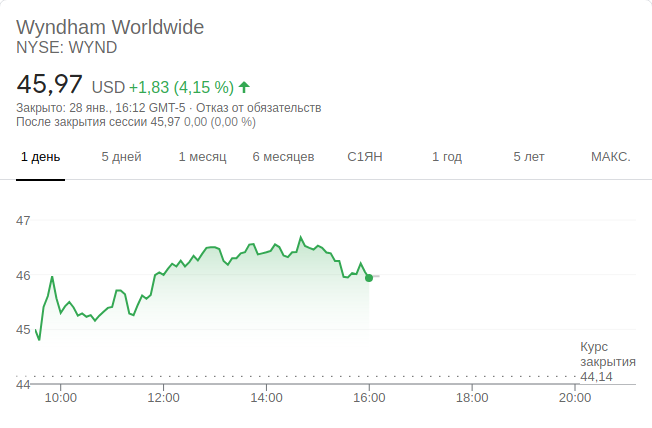 Wyndham Worldwide
NYSE: WYND
45,97 USD +1,83 (4,15 %)
Закрыто: 28 янв., 16:12 GMT-5 · Отказ от обязательств
После закрытия сессии 45,97 0,00 (0,00 %)
1 день 5 дней 1 месяц 6 месяцев С1ЯН 1 год 5 лет МАКС.
47
46
45
Курс
закрытия
44,14
44
10:00 12:00 14:00 16:00 18:00 20:00